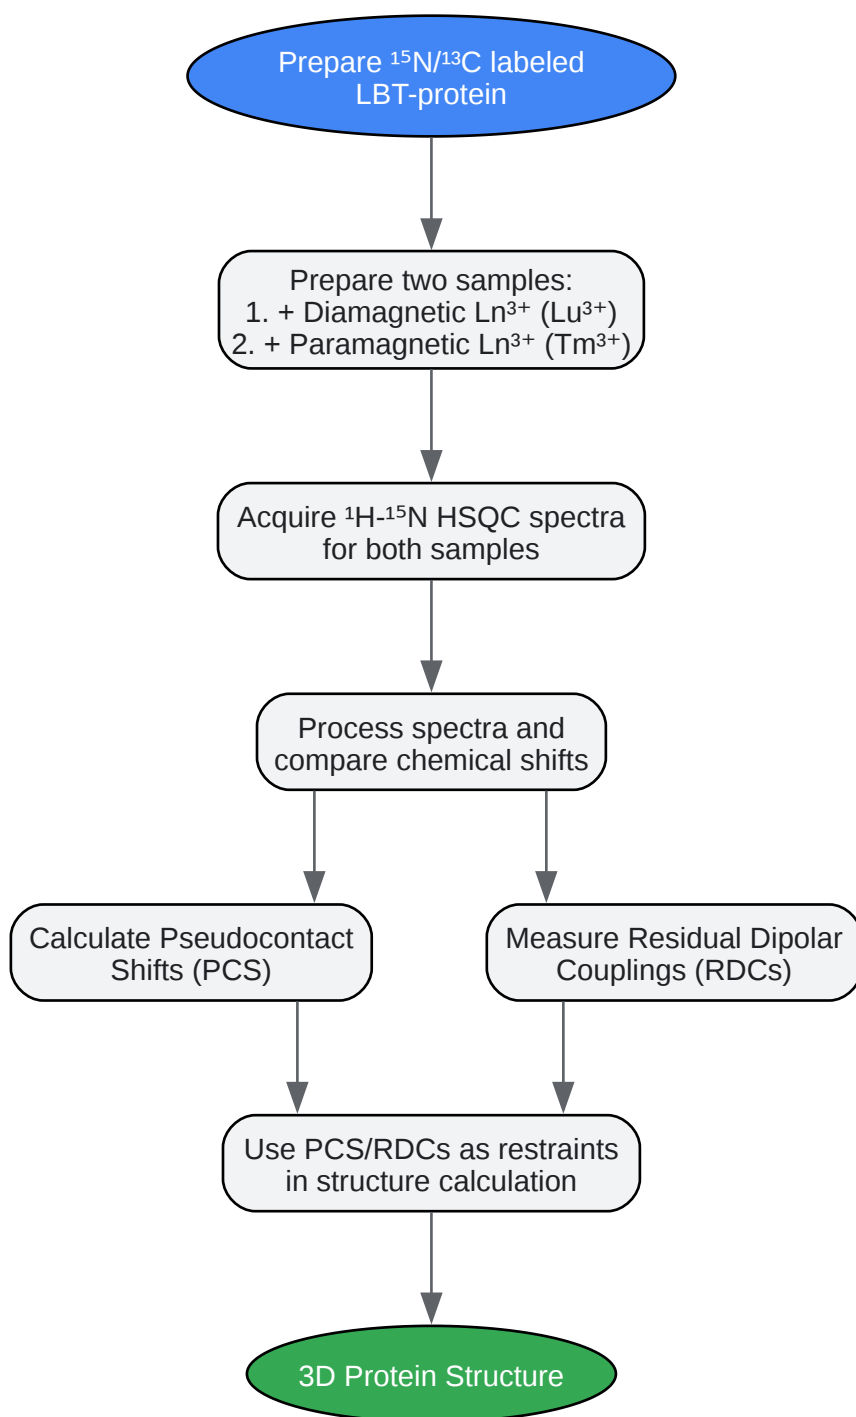 Prepare ¹⁵N/¹³C labeled
LBT-protein
Prepare two samples:
1. + Diamagnetic Ln³⁺ (Lu³⁺)
2. + Paramagnetic Ln³⁺ (Tm³⁺)
Acquire ¹H-¹⁵N HSQC spectra
for both samples
Process spectra and
compare chemical shifts
Calculate Pseudocontact
Shifts (PCS)
Measure Residual Dipolar
Couplings (RDCs)
Use PCS/RDCs as restraints
in structure calculation
3D Protein Structure